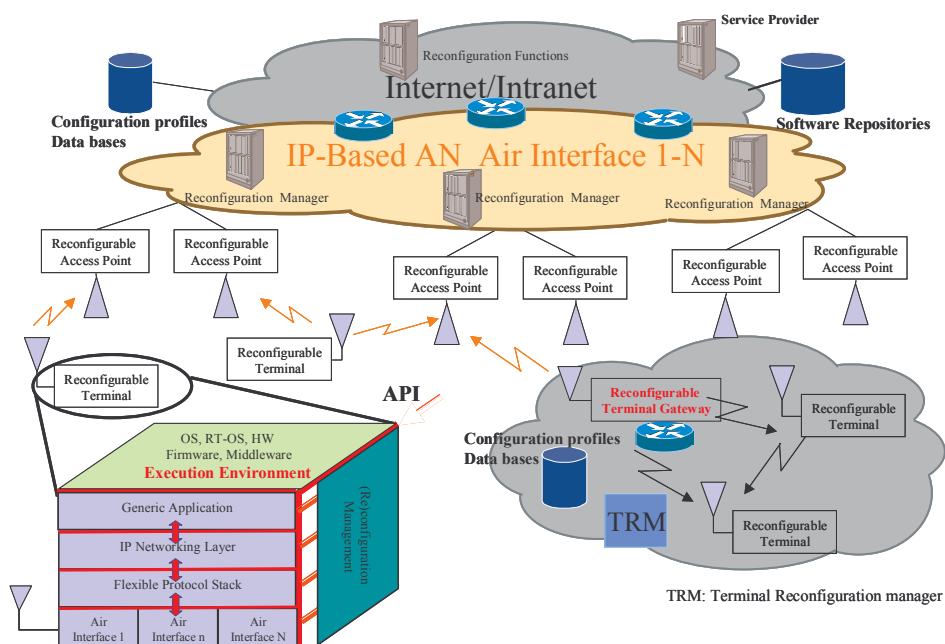 Service Provider
Reconfiguration Functions
Internet/Intranet
Configuration profiles
Data bases
Software Repositories
IP-Based AN Air Interface 1-N
Reconfiguration Manager
Reconfiguration Manager
Reconfiguration Manager
Reconfigurable
Access Point
Reconfigurable
Access Point
Reconfigurable
Access Point
Reconfigurable
Access Point
Reconfigurable
Access Point
Reconfigurable
Access Point
Reconfigurable
Terminal
Reconfigurable
Terminal
API
OS, RT-OS, HW
Firmware, Middleware
Execution Environment
Generic Application
IP Networking Layer
Flexible Protocol Stack
Air
Interface 1
Air
Interface n
Air
Interface N
(Re)configuration
Management
Reconfigurable
Terminal Gateway
Reconfigurable
Terminal
Configuration profiles
Data bases
TRM
Reconfigurable
Terminal
TRM: Terminal Reconfiguration manager